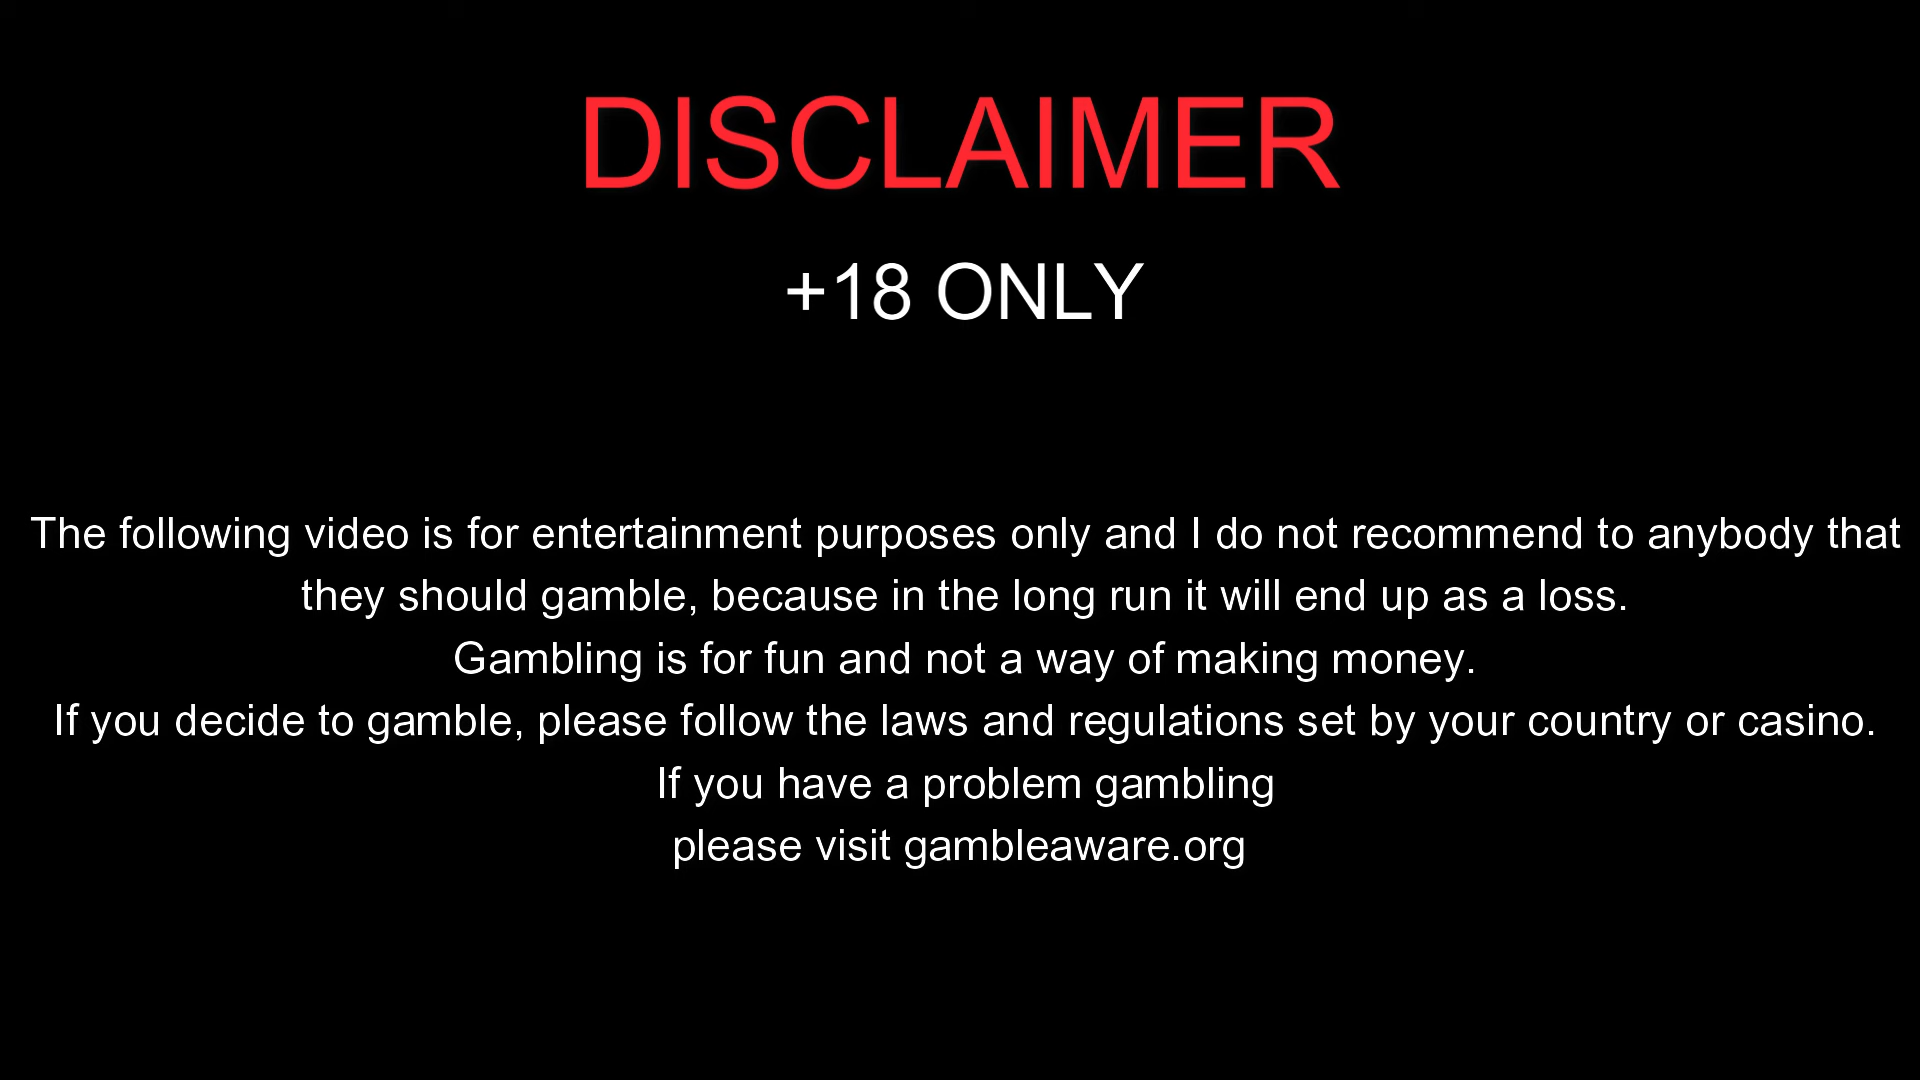 DISCLAIMER
+18 ONLY
The following video is for entertainment purposes only and I do not recommend to anybody that
they should gamble, because in the long run it will end up as a loss.
Gambling is for fun and not a way of making money.
If you decide to gamble, please follow the laws and regulations set by your country or casino.
If you have a problem gambling
please visit gambleaware.org